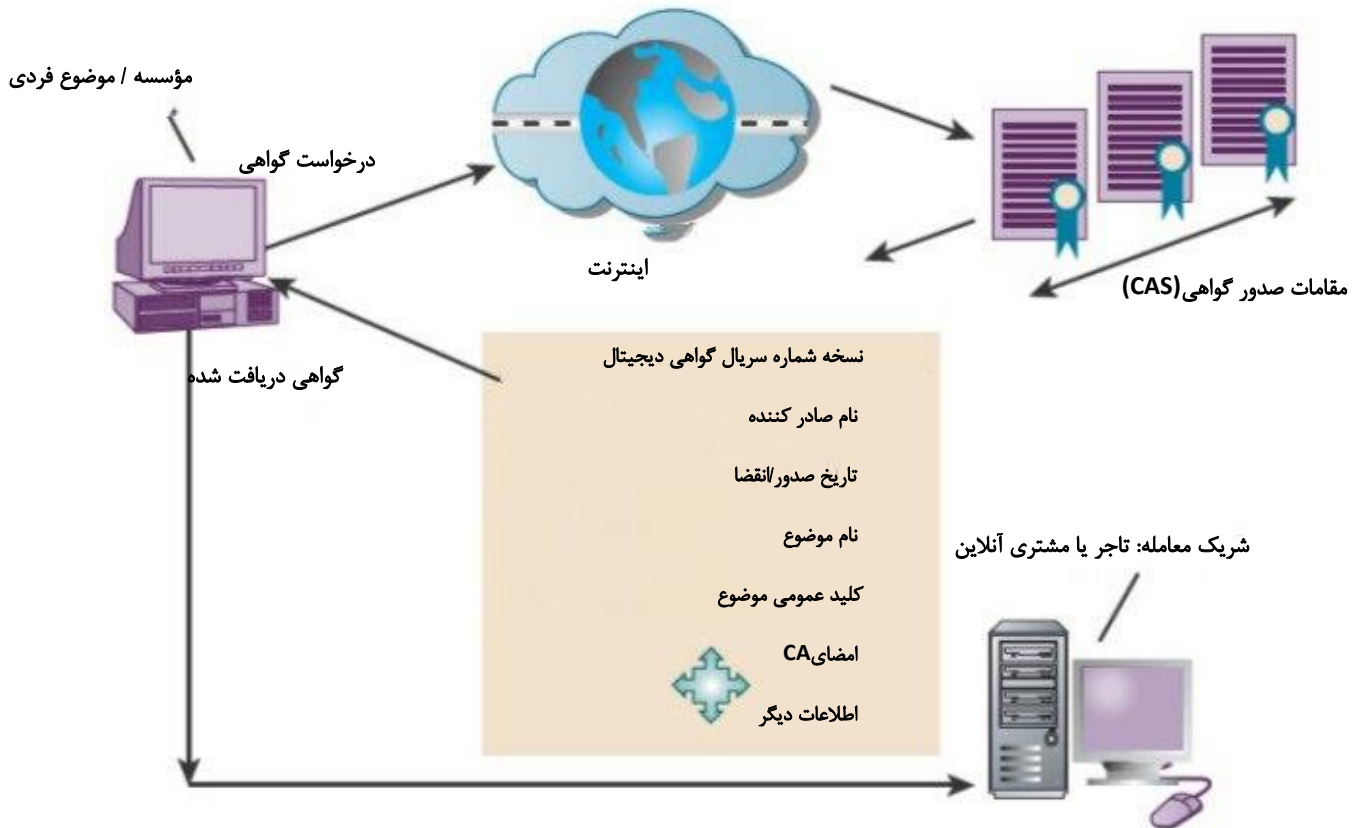 مؤسسه / موضوع فردی
درخواست گواهی
اینترنت
مقامات صدور گواهی(CAS)
گواهی دریافت شده
نسخه شماره سریال گواهی دیجیتال
نام صادر کننده
تاریخ صدور/انقضا
نام موضوع
کلید عمومی موضوع
امضایCA
اطلاعات دیگر
شریک معامله: تاجر یا مشتری آنلاین